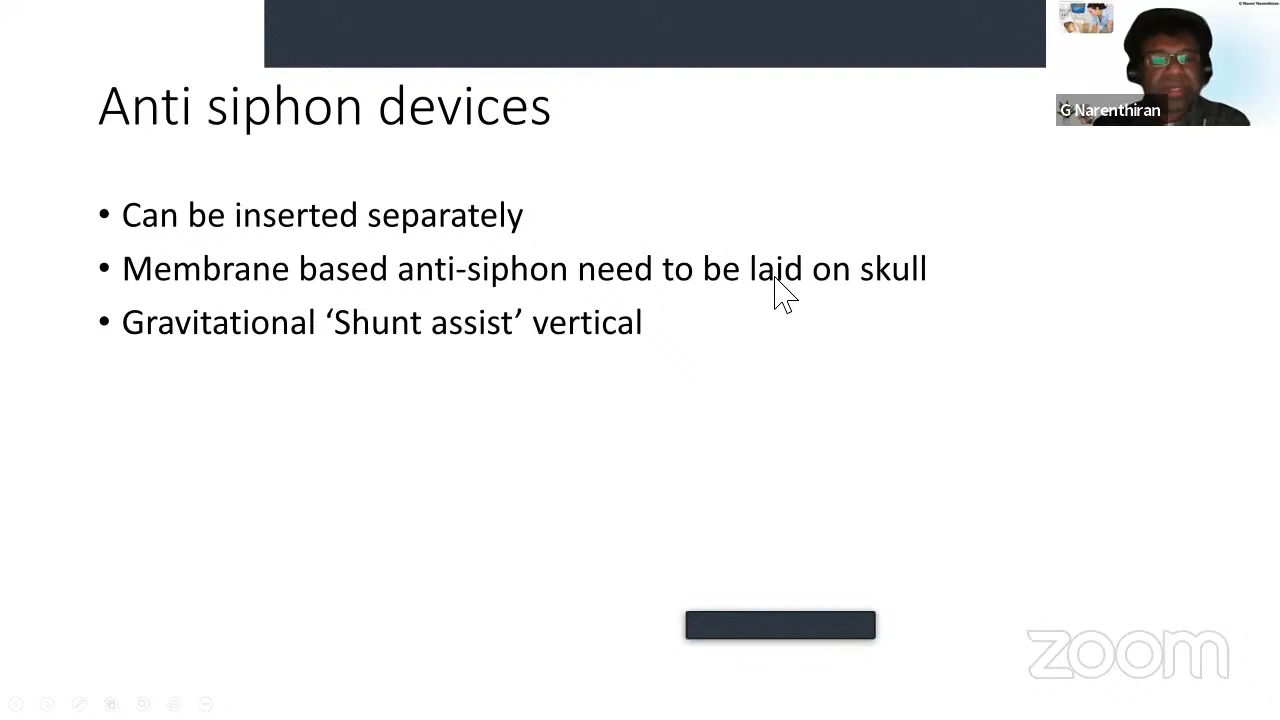 Anti siphon devices
• Can be inserted separately
• Membrane based anti-siphon need to be laid on skull
• Gravitational ‘Shunt assist’ vertical
G Narenthiran
zoom